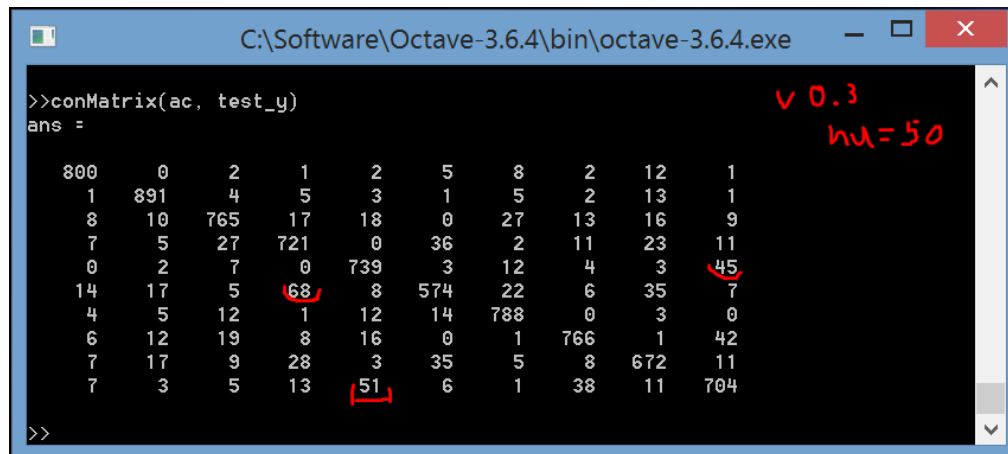 C:\Software\Octave-3.6.4\bin\octave-3.6.4.exe
>>conMatrix(ac, test_y)
ans =
v 0.3
hu=50
800 0 2 1 2 5 8 2 12 1
1 891 4 5 3 1 5 2 13 1
8 10 765 17 18 0 27 13 16 9
7 5 27 721 0 36 2 11 23 11
0 2 7 0 739 3 12 4 3 45
14 17 5 68 8 574 22 6 35 7
4 5 12 1 12 14 788 0 3 0
6 12 19 8 16 0 1 766 1 42
7 17 9 28 3 35 5 8 672 11
7 3 5 13 51 6 1 38 11 704
>>